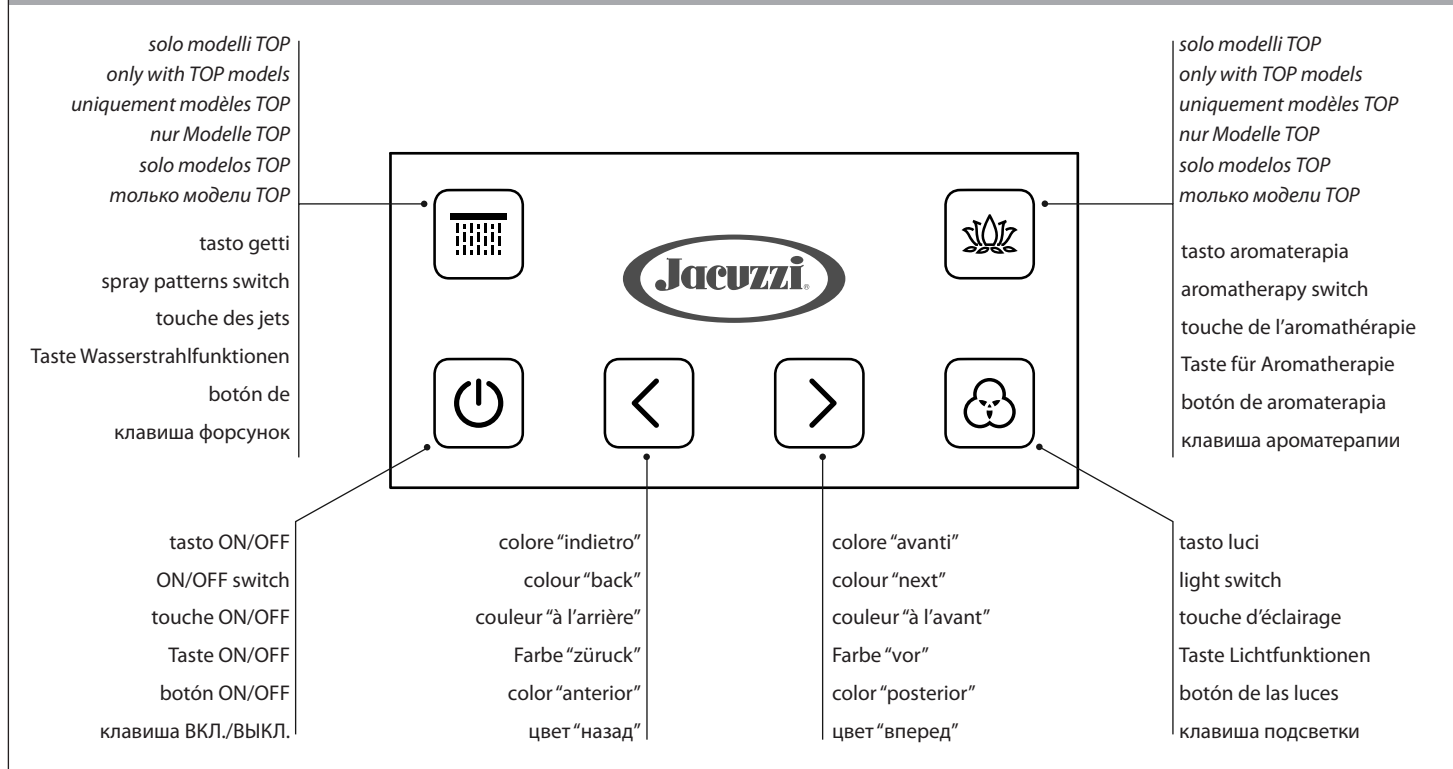 solo modelli TOP
only with TOP models
uniquement modèles TOP
nur Modelle TOP
solo modelos TOP
только модели TOP
tasto getti
spray patterns switch
touche des jets
Taste Wasserstrahlfunktionen
botón de
клавиша форсунок
solo modelli TOP
only with TOP models
uniquement modèles TOP
nur Modelle TOP
solo modelos TOP
только модели TOP
tasto aromaterapia
aromatherapy switch
touche de l’aromathérapie
Taste für Aromatherapie
botón de aromaterapia
клавиша ароматерапии
Jacuzzi®
tasto ON/OFF
ON/OFF switch
touche ON/OFF
Taste ON/OFF
botón ON/OFF
клавиша ВКЛ./ВЫКЛ.
colore “indietro”
colour “back”
couleur “à l’arrière”
Farbe “züruck”
color “anterior”
цвет “назад”
colore “avanti”
colour “next”
couleur “à l’avant”
Farbe “vor”
color “posterior”
цвет “вперед”
tasto luci
light switch
touche d’éclairage
Taste Lichtfunktionen
botón de las luces
клавиша подсветки